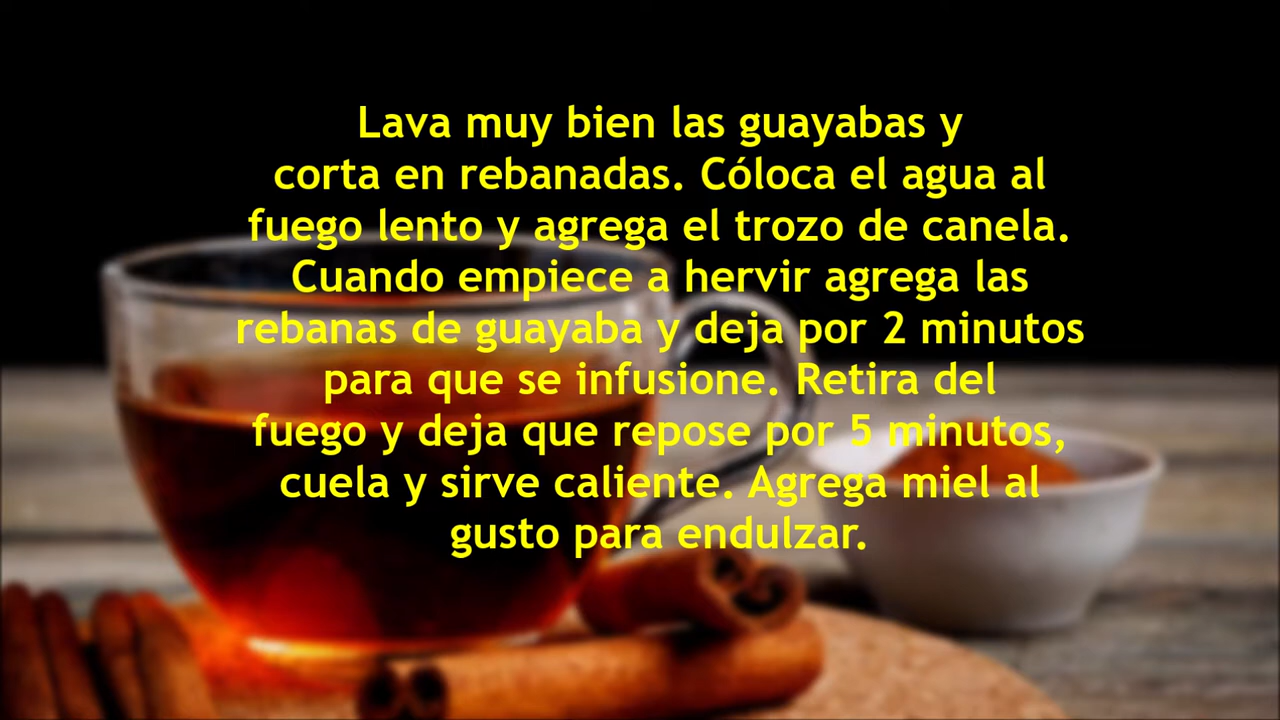 Lava muy bien las guayabas y
corta en rebanadas. Cóloca el agua al
fuego lento y agrega el trozo de canela.
Cuando empiece a hervir agrega las
rebanas de guayaba y deja por 2 minutos
para que se infusione. Retira del
fuego y deja que repose por 5 minutos,
cuela y sirve caliente. Agrega miel al
gusto para endulzar.